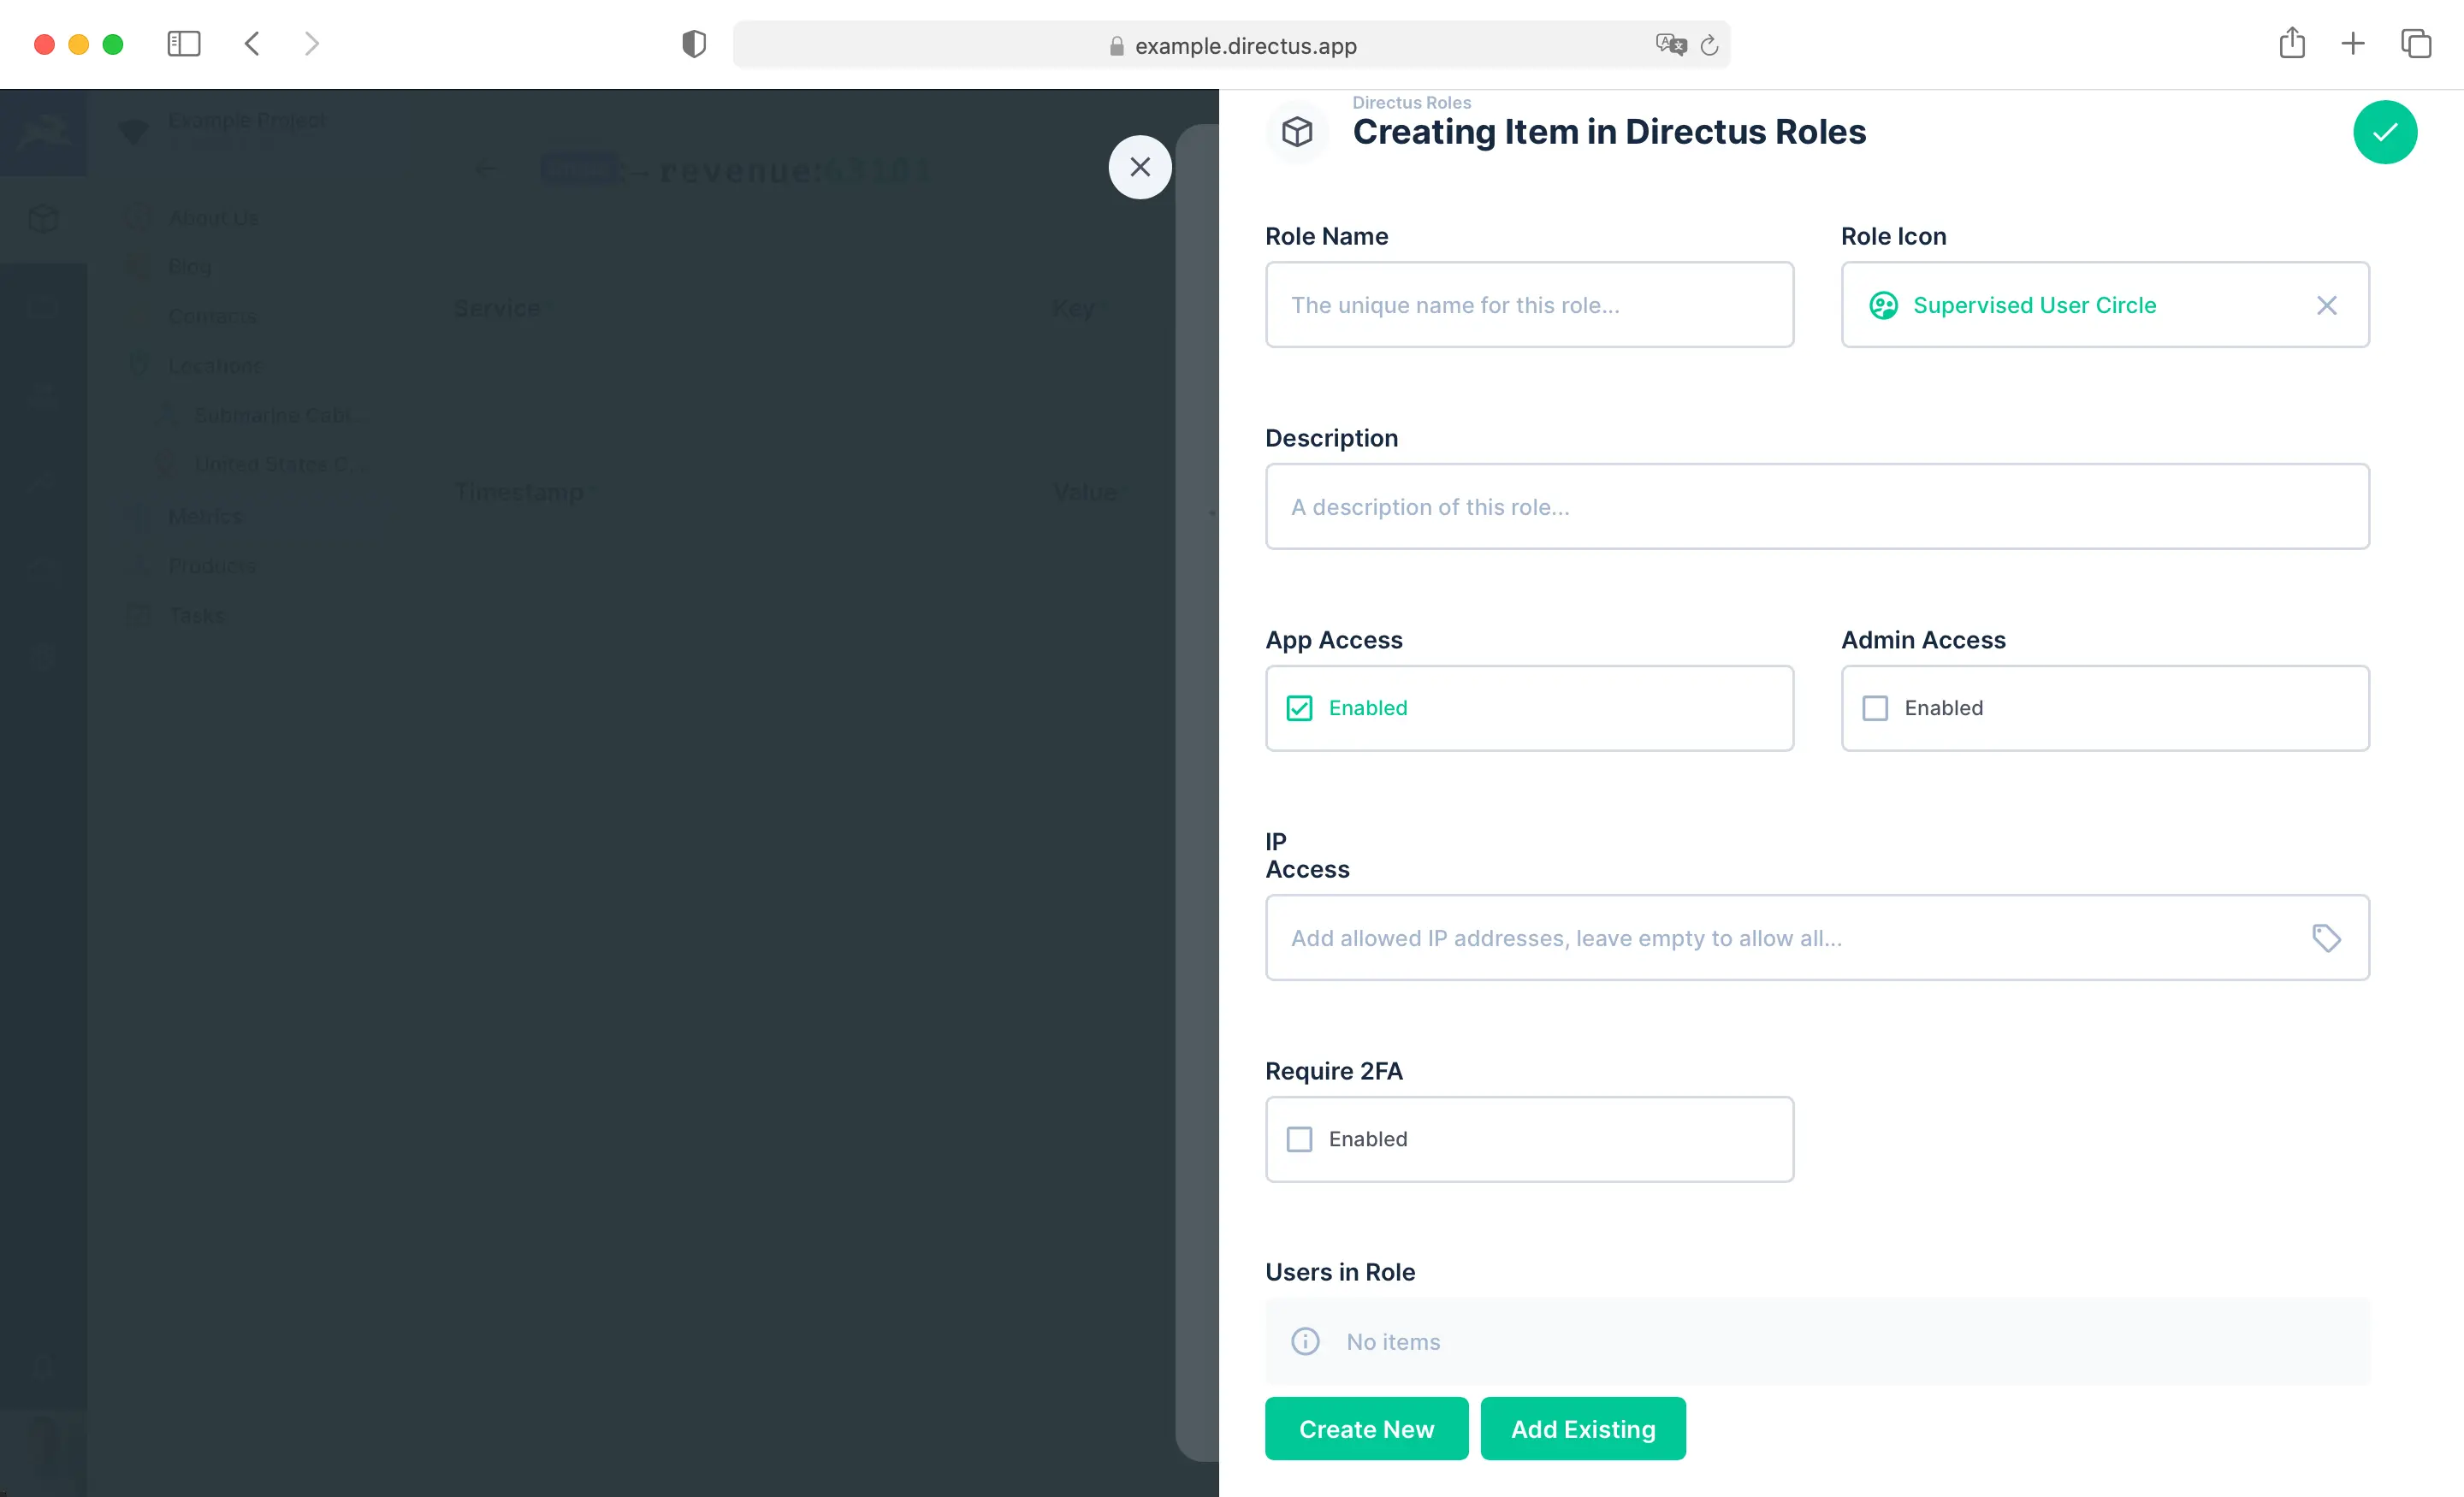 example.directus.app
Example Project
revenue:63101
About Us
Blog
Contacts
Locations
Submarine Cabl...
United States G...
Metrics
Products
Tasks
Service
Key
Timestamp
Value
Directus Roles
Creating Item in Directus Roles
Role Name
Role Icon
The unique name for this role...
Supervised User Circle
Description
A description of this role...
App Access
Admin Access
Enabled
Enabled
IP
Access
Add allowed IP addresses, leave empty to allow all...
Require 2FA
Enabled
Users in Role
No items
Create New
Add Existing